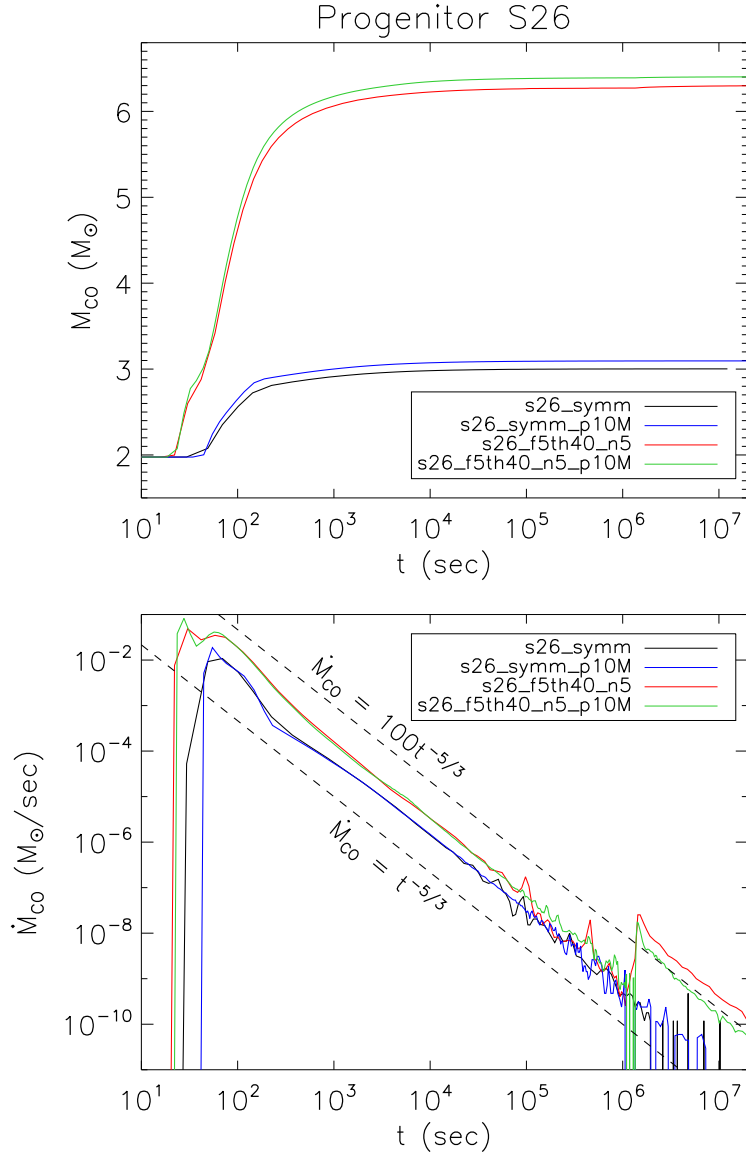 Progenitor S26
M_CO (M_⊙)
6
5
4
3
2
s26_symm
s26_symm_p10M
s26_f5th40_n5
s26_f5th40_n5_p10M
10^1 10^2 10^3 10^4 10^5 10^6 10^7
t (sec)
Ṁ_CO (M_⊙/sec)
10^-2
10^-4
10^-6
10^-8
10^-10
s26_symm
s26_symm_p10M
s26_f5th40_n5
s26_f5th40_n5_p10M
Ṁ_CO = 100t^-5/3
Ṁ_CO = t^-5/3
10^1 10^2 10^3 10^4 10^5 10^6 10^7
t (sec)